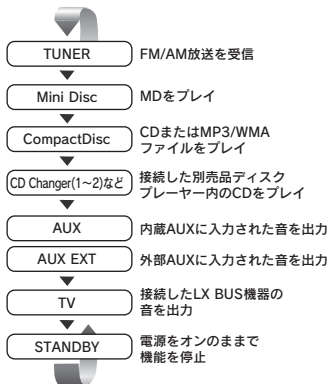 TUNER
FM/AM放送を受信
Mini Disc
MDをプレイ
CompactDisc
CDまたはMP3/WMA
ファイルをプレイ
CD Changer(1～2)など
接続した別売品ディスク
プレーヤー内のCDをプレイ
AUX
内蔵AUXに入力された音を出力
AUX EXT
外部AUXに入力された音を出力
TV
接続したLX BUS機器の
音を出力
STANDBY
電源をオンのままで
機能を停止